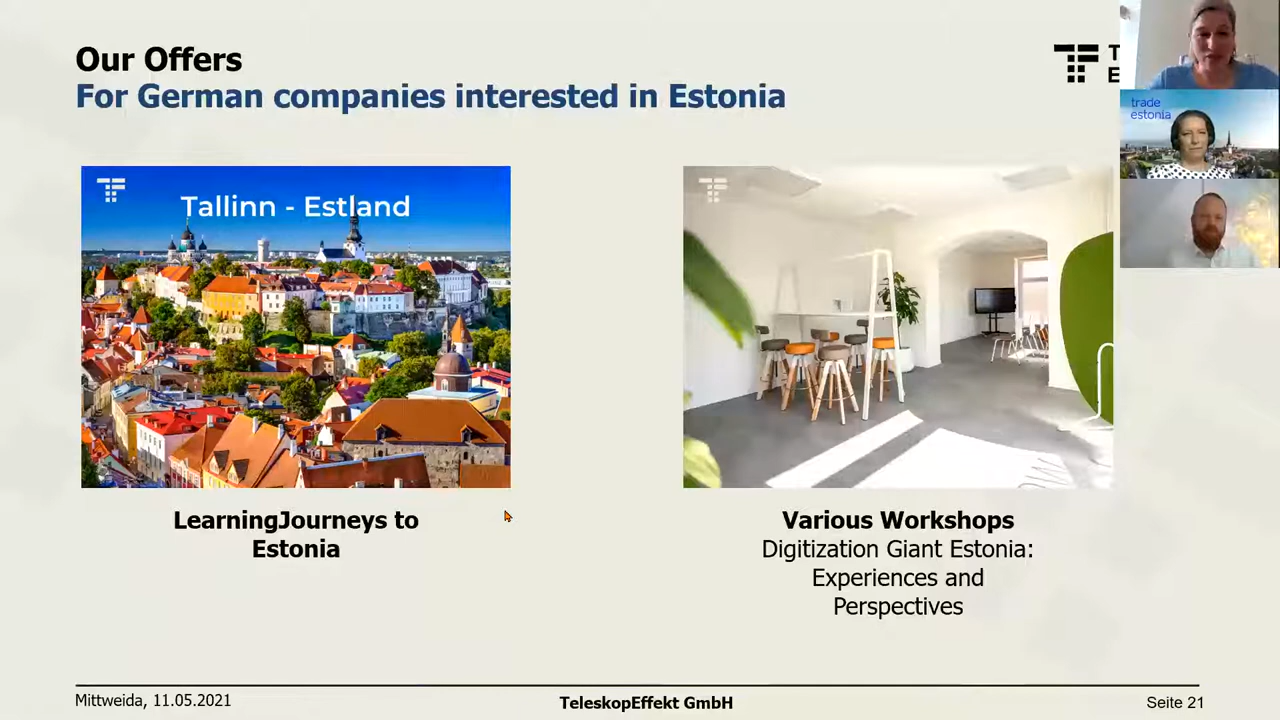 Our Offers
For German companies interested in Estonia
T
E
trade
estonia
Tallinn - Estland
LearningJourneys to
Estonia
Various Workshops
Digitization Giant Estonia:
Experiences and
Perspectives
Mittweida, 11.05.2021
TeleskopEffekt GmbH
Seite 21